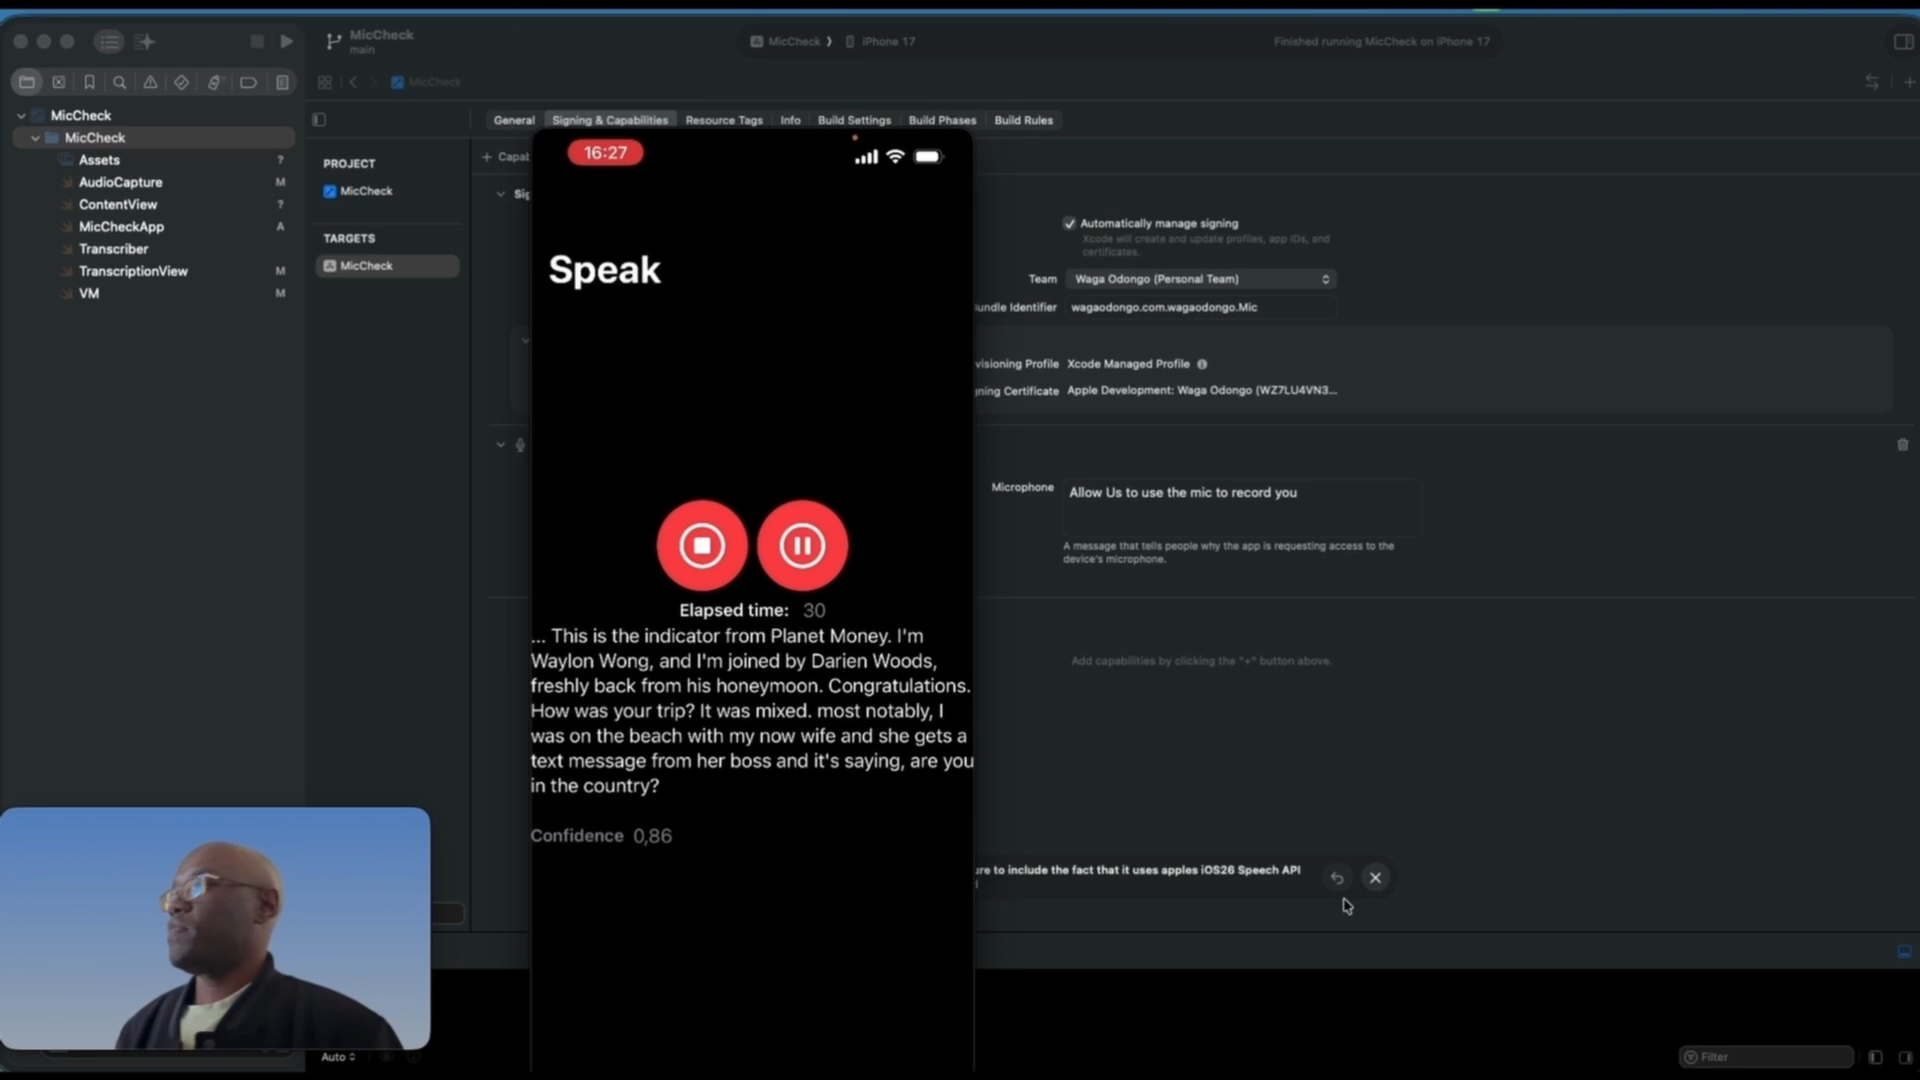 MicCheck
main
MicCheck
iPhone 17
Finished running MicCheck on iPhone 17
MicCheck
MicCheck
MicCheck
Assets ?
AudioCapture M
ContentView ?
MicCheckApp A
Transcriber
TranscriptionView M
VM M
General
Signing & Capabilities
Resource Tags
Info
Build Settings
Build Phases
Build Rules
PROJECT
MicCheck
TARGETS
MicCheck
+ Capab
Sig
Automatically manage signing
Xcode will create and update profiles, app IDs, and
certificates.
Team Waga Odongo (Personal Team)
undle Identifier wagaodongo.com.wagaodongo.Mic
visioning Profile Xcode Managed Profile
ning Certificate Apple Development: Waga Odongo (WZ7LU4VN3...
Microphone Allow Us to use the mic to record you
A message that tells people why the app is requesting access to the
device's microphone.
Add capabilities by clicking the "+" button above.
16:27
Speak
Elapsed time: 30
... This is the indicator from Planet Money. I'm
Waylon Wong, and I'm joined by Darien Woods,
freshly back from his honeymoon. Congratulations.
How was your trip? It was mixed. most notably, I
was on the beach with my now wife and she gets a
text message from her boss and it's saying, are you
in the country?
Confidence 0,86
ure to include the fact that it uses apples iOS26 Speech API
Auto
Filter